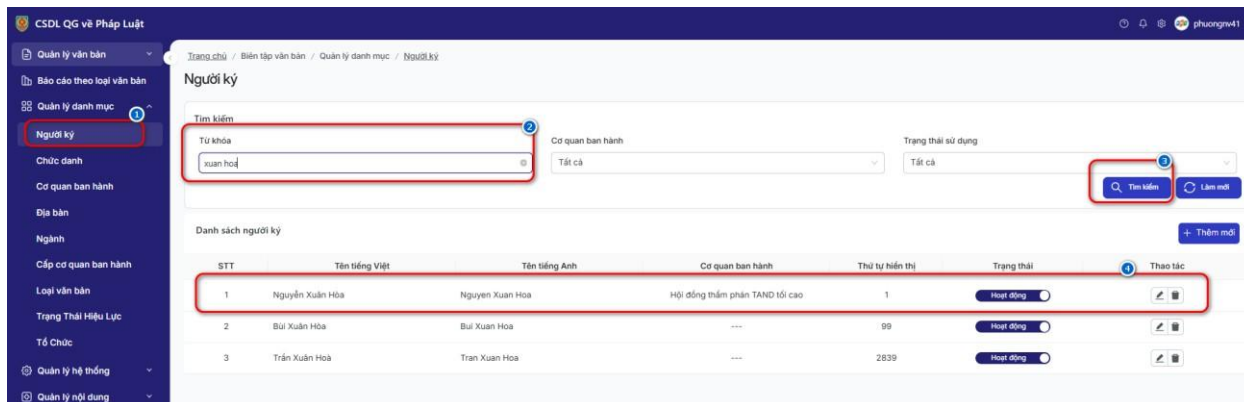 CSDL QG về Pháp Luật
phuongnv41
Quản lý văn bản
Trang chủ / Biên tập văn bản / Quản lý danh mục / Người ký
Báo cáo theo loại văn bản
Người ký
Quản lý danh mục
1
Tìm kiếm
2
Người ký
Từ khóa
Cơ quan ban hành
Trạng thái sử dụng
xuan hoa
Tất cả
Tất cả
3
Chức danh
Cơ quan ban hành
Tìm kiếm
Làm mới
Địa bàn
Danh sách người ký
+ Thêm mới
Ngành
Cấp cơ quan ban hành
STT Tên tiếng Việt Tên tiếng Anh Cơ quan ban hành Thứ tự hiển thị Trạng thái 4 Thao tác
Loại văn bản
1 Nguyễn Xuân Hòa Nguyen Xuan Hoa Hội đồng thẩm phán TAND tối cao 1 Hoạt động
Trạng Thái Hiệu Lực
2 Bùi Xuân Hòa Bui Xuan Hoa --- 99 Hoạt động
Tổ Chức
3 Trần Xuân Hoà Tran Xuan Hoa --- 2839 Hoạt động
Quản lý hệ thống
Quản lý nội dung